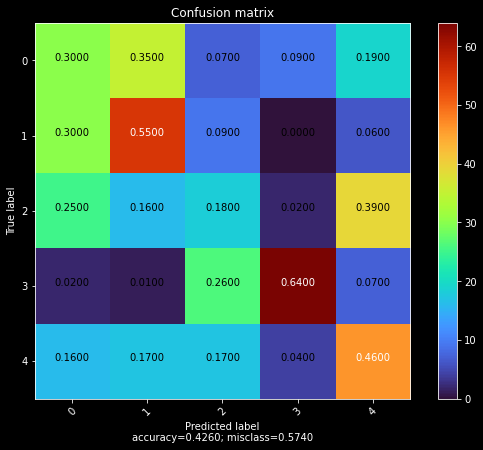 Confusion matrix
0 0.3000 0.3500 0.0700 0.0900 0.1900
1 0.3000 0.5500 0.0900 0.0000 0.0600
2 0.2500 0.1600 0.1800 0.0200 0.3900
3 0.0200 0.0100 0.2600 0.6400 0.0700
4 0.1600 0.1700 0.1700 0.0400 0.4600
True label
0 1 2 3 4
Predicted label
accuracy=0.4260; misclass=0.5740
60
50
40
30
20
10
0